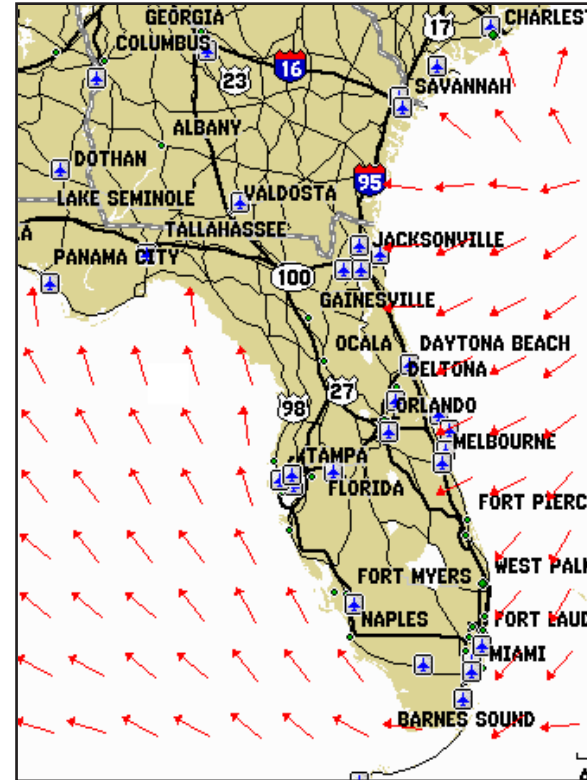 GEORGIA
17
CHARLEST
COLUMBUS
16
23
SAVANNAH
ALBANY
DOTHAN
95
LAKE SEMINOLE
VALDOSTA
TALLAHASSEE
A
JACKSONVILLE
PANAMA CITY
100
GAINESVILLE
OCALA
DAYTONA BEACH
DELTONA
27
98
ORLANDO
MELBOURNE
TAMPA
FLORIDA
FORT PIERC
WEST PALM
FORT MYERS
NAPLES
FORT LAUD
MIAMI
BARNES SOUND